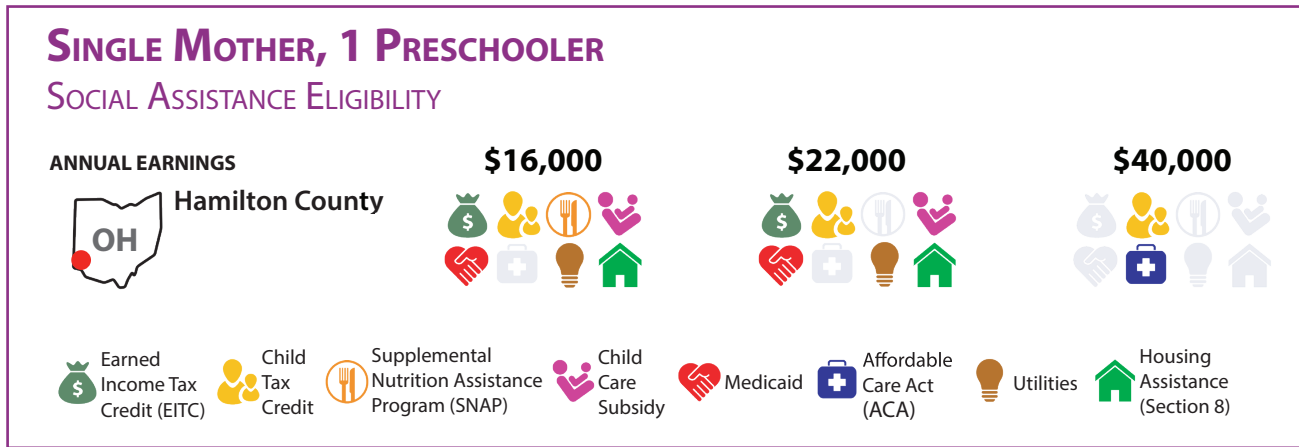 Single Mother, 1 Preschooler
Social Assistance Eligibility
ANNUAL EARNINGS
$16,000
$22,000
$40,000
OH
Hamilton County
$
$
$
$
Earned
Income Tax
Credit (EITC)
Child
Tax
Credit
Supplemental
Nutrition Assistance
Program (SNAP)
Child
Care
Subsidy
Medicaid
Affordable
Care Act
(ACA)
Utilities
Housing
Assistance
(Section 8)